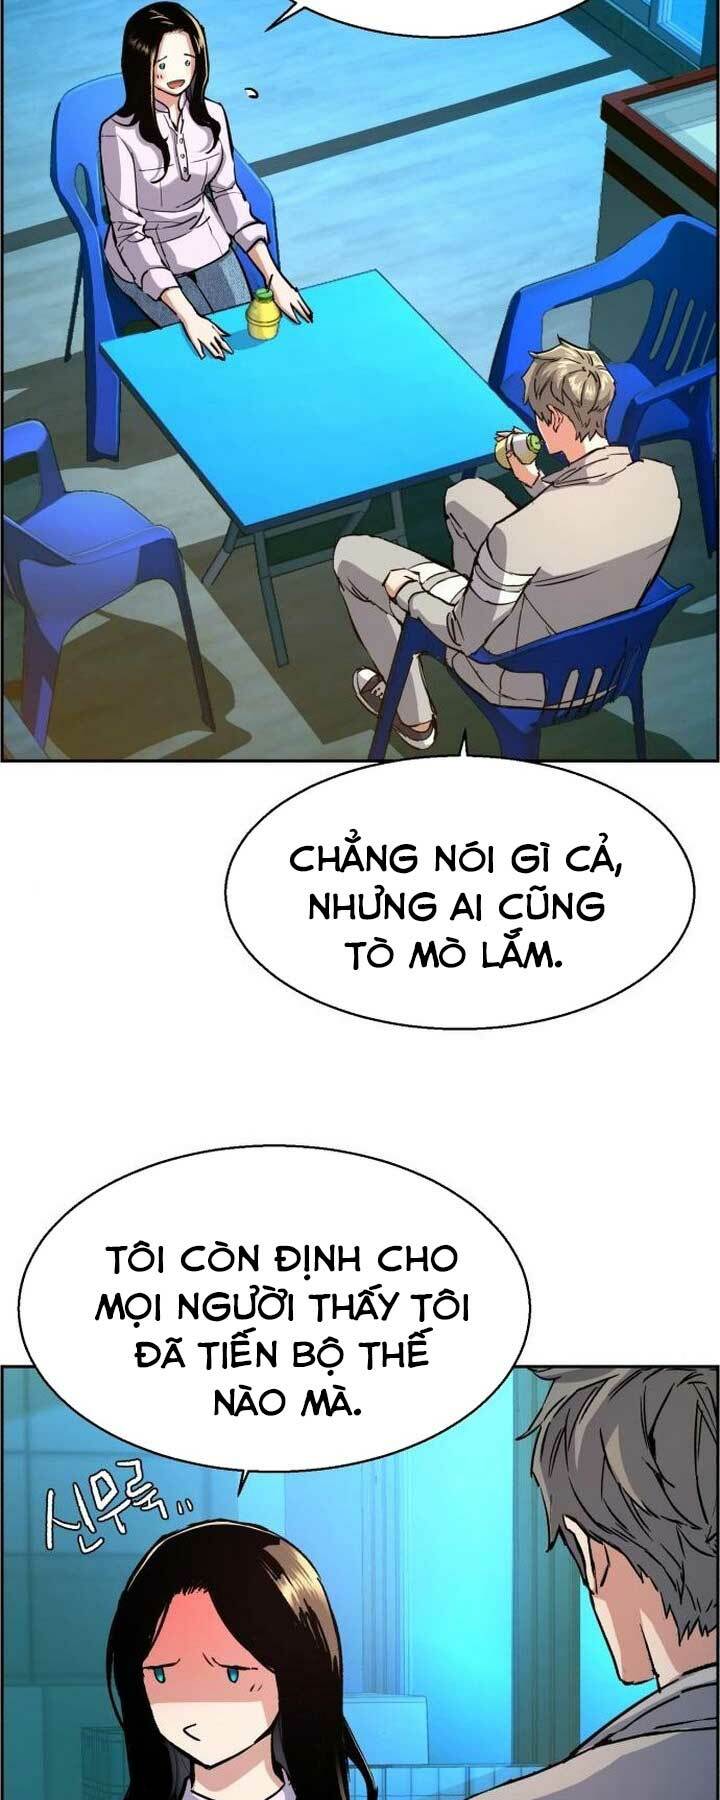 CHẲNG NÓI GÌ CẢ,
NHƯNG AI CŨNG
TÒ MÒ LẮM.
TÔI CÒN ĐỊNH CHO
MỌI NGƯỜI THẤY TÔI
ĐÃ TIẾN BỘ THẾ
NÀO MÀ.
시무룩..